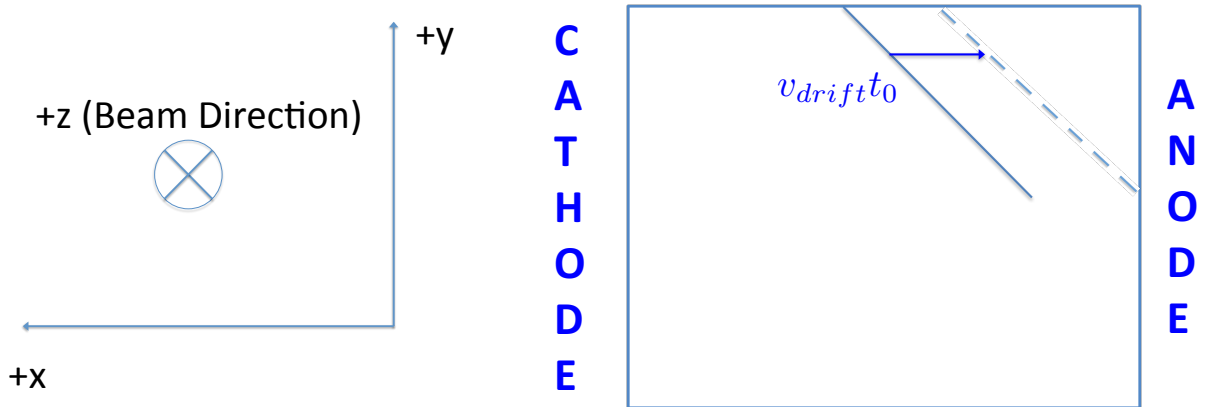 +y
+z (Beam Direction)
+x
C
A
T
H
O
D
E
v_{drift}t_0
A
N
O
D
E